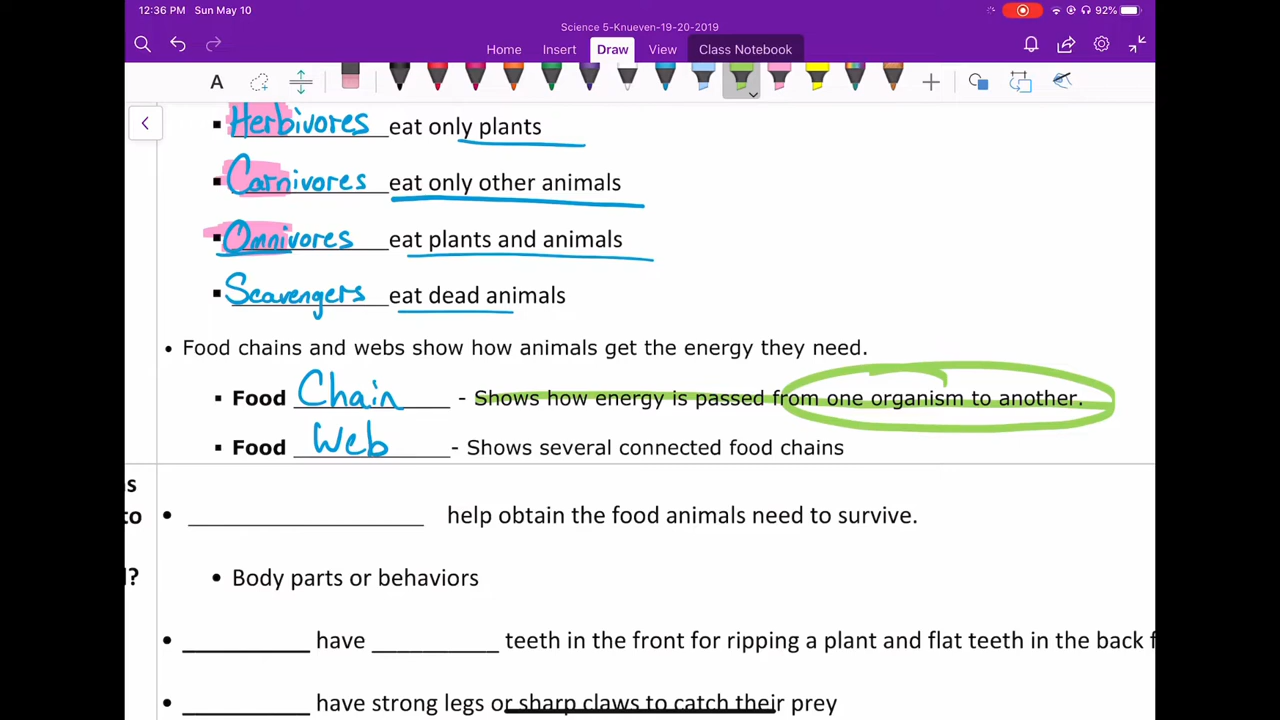 12:36 PM Sun May 10
92%
Science 5-Knueven-19-20-2019
Home Insert Draw View Class Notebook
A
▪ Herbivores eat only plants
▪ Carnivores eat only other animals
▪ Omnivores eat plants and animals
▪ Scavengers eat dead animals
• Food chains and webs show how animals get the energy they need.
▪ Food Chain - Shows how energy is passed from one organism to another.
▪ Food Web - Shows several connected food chains
s
to • ____________________ help obtain the food animals need to survive.
d? • Body parts or behaviors
• __________ have __________ teeth in the front for ripping a plant and flat teeth in the back f
• __________ have strong legs or sharp claws to catch their prey